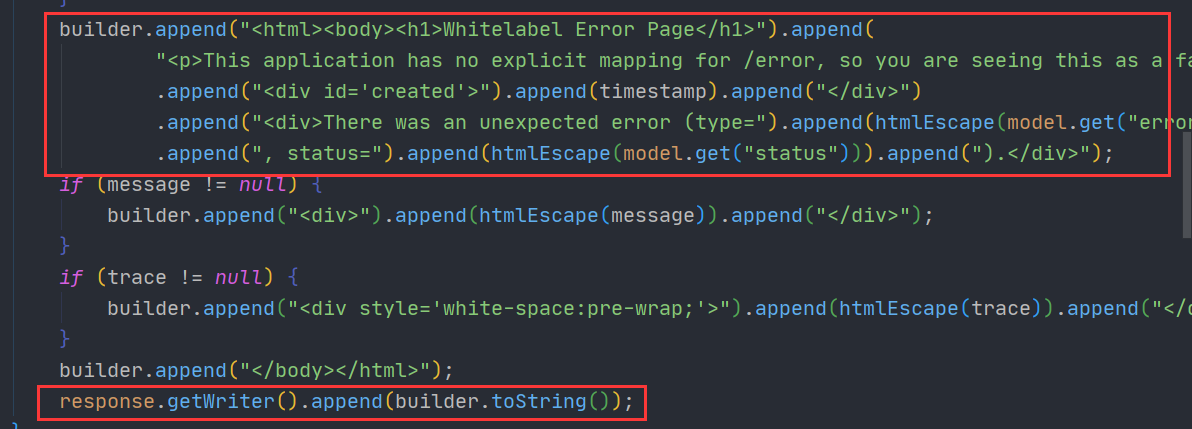 }
builder.append("<html><body><h1>Whitelabel Error Page</h1>").append(
"<p>This application has no explicit mapping for /error, so you are seeing this as a fa
.append("<div id='created'>").append(timestamp).append("</div>")
.append("<div>There was an unexpected error (type=").append(htmlEscape(model.get("error
.append(", status=").append(htmlEscape(model.get("status"))).append(").</div>");
if (message != null) {
builder.append("<div>").append(htmlEscape(message)).append("</div>");
}
if (trace != null) {
builder.append("<div style='white-space:pre-wrap;'>").append(htmlEscape(trace)).append("</d
}
builder.append("</body></html>");
response.getWriter().append(builder.toString());
}